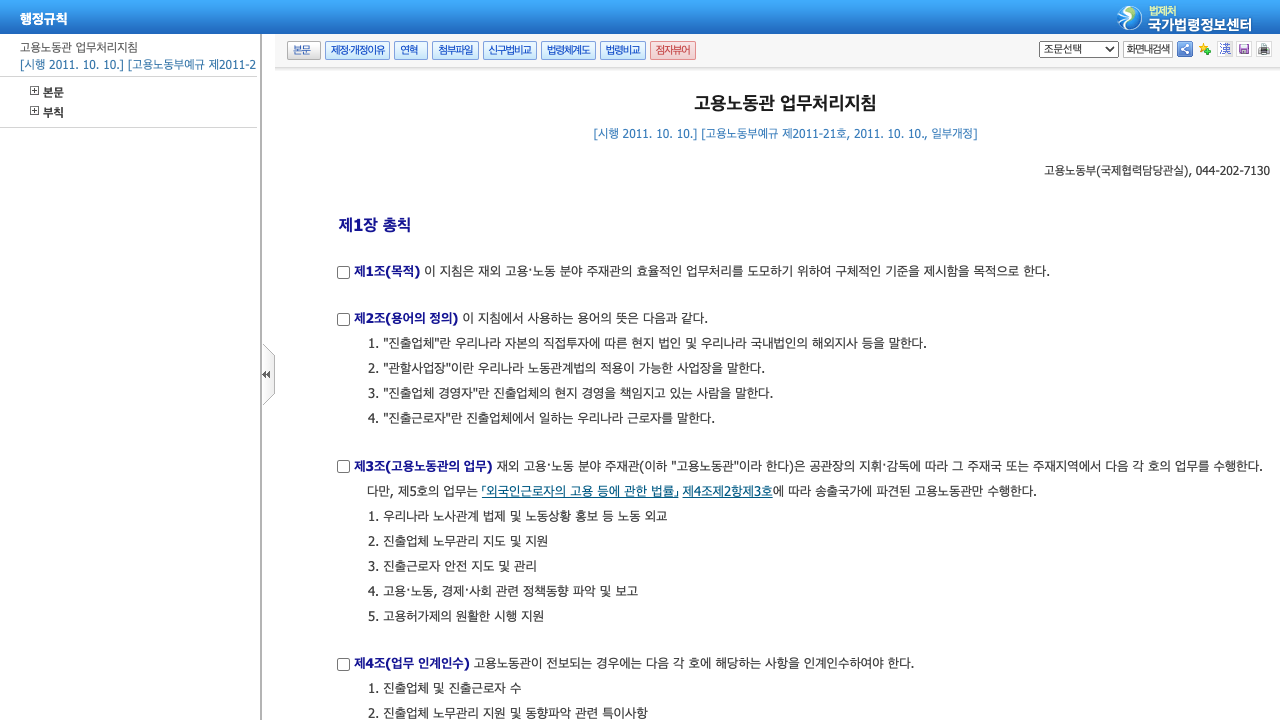 행정규칙
법제처
국가법령정보센터
고용노동관 업무처리지침
[시행 2011. 10. 10.] [고용노동부예규 제2011-2
본문
부칙
본문 제정·개정이유 연혁 첨부파일 신구법비교 법령체계도 법령비교 점자뷰어
조문선택 화면내검색
고용노동관 업무처리지침
[시행 2011. 10. 10.] [고용노동부예규 제2011-21호, 2011. 10. 10., 일부개정]
고용노동부(국제협력담당관실), 044-202-7130
제1장 총칙
제1조(목적) 이 지침은 재외 고용·노동 분야 주재관의 효율적인 업무처리를 도모하기 위하여 구체적인 기준을 제시함을 목적으로 한다.
제2조(용어의 정의) 이 지침에서 사용하는 용어의 뜻은 다음과 같다.
1. "진출업체"란 우리나라 자본의 직접투자에 따른 현지 법인 및 우리나라 국내법인의 해외지사 등을 말한다.
2. "관할사업장"이란 우리나라 노동관계법의 적용이 가능한 사업장을 말한다.
3. "진출업체 경영자"란 진출업체의 현지 경영을 책임지고 있는 사람을 말한다.
4. "진출근로자"란 진출업체에서 일하는 우리나라 근로자를 말한다.
제3조(고용노동관의 업무) 재외 고용·노동 분야 주재관(이하 "고용노동관"이라 한다)은 공관장의 지휘·감독에 따라 그 주재국 또는 주재지역에서 다음 각 호의 업무를 수행한다.
다만, 제5호의 업무는 「외국인근로자의 고용 등에 관한 법률」 제4조제2항제3호에 따라 송출국가에 파견된 고용노동관만 수행한다.
1. 우리나라 노사관계 법제 및 노동상황 홍보 등 노동 외교
2. 진출업체 노무관리 지도 및 지원
3. 진출근로자 안전 지도 및 관리
4. 고용·노동, 경제·사회 관련 정책동향 파악 및 보고
5. 고용허가제의 원활한 시행 지원
제4조(업무 인계인수) 고용노동관이 전보되는 경우에는 다음 각 호에 해당하는 사항을 인계인수하여야 한다.
1. 진출업체 및 진출근로자 수
2. 진출업체 노무관리 지원 및 동향파악 관련 특이사항